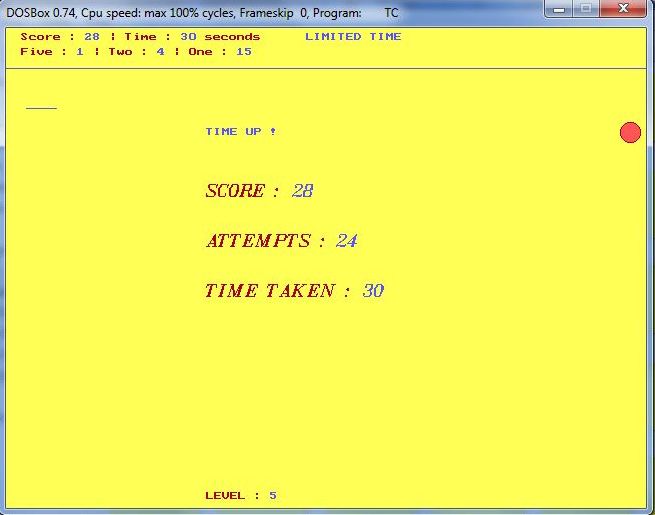 DOSBox 0.74, Cpu speed: max 100% cycles, Frameskip 0, Program: TC
Score : 28 ¦ Time : 30 seconds LIMITED TIME
Five : 1 ¦ Two : 4 ¦ One : 15
TIME UP !
SCORE : 28
ATTEMPTS : 24
TIME TAKEN : 30
LEVEL : 5